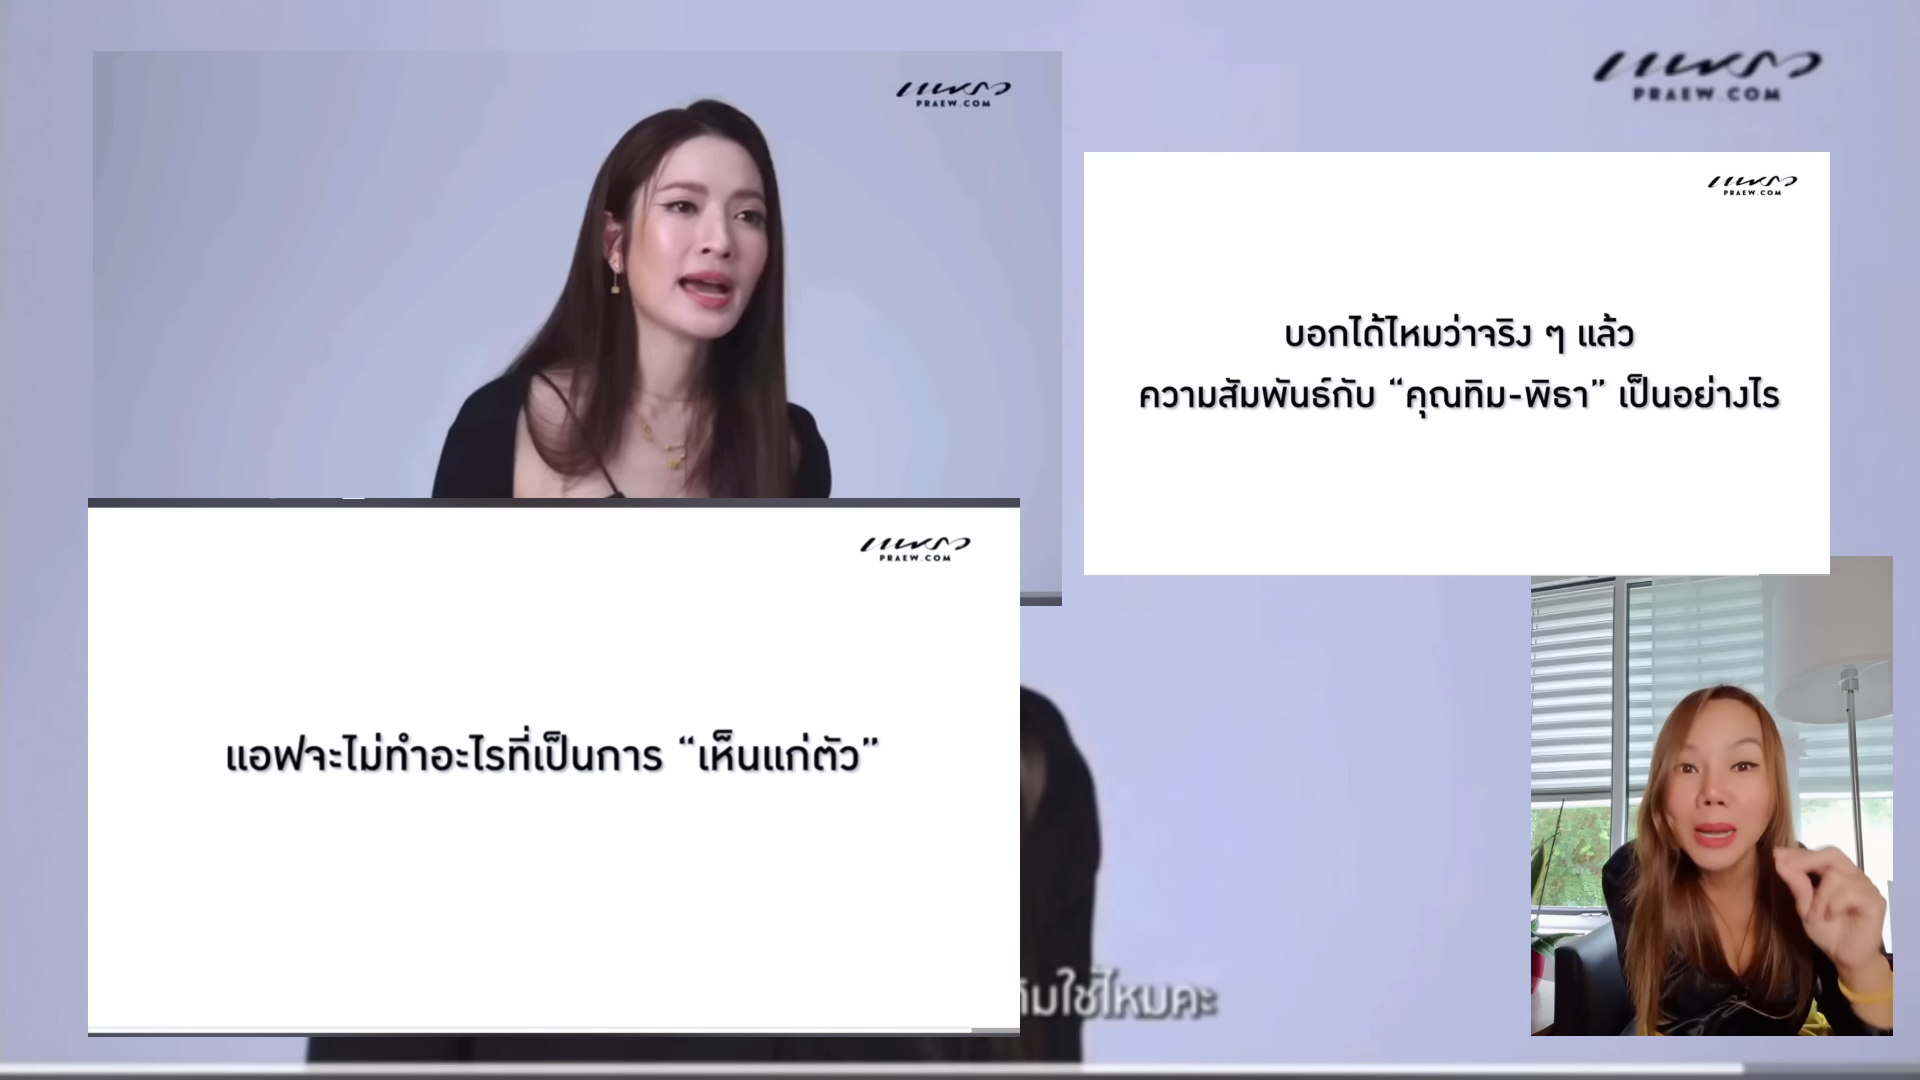 แพรว
PRAEW.COM
แพรว
PRAEW.COM
แพรว
PRAEW.COM
บอกได้ไหมว่าจริง ๆ แล้ว
ความสัมพันธ์กับ “คุณทิม-พิธา” เป็นอย่างไร
แพรว
PRAEW.COM
แอฟจะไม่ทำอะไรที่เป็นการ “เห็นแก่ตัว”
ใช่ไหมคะ